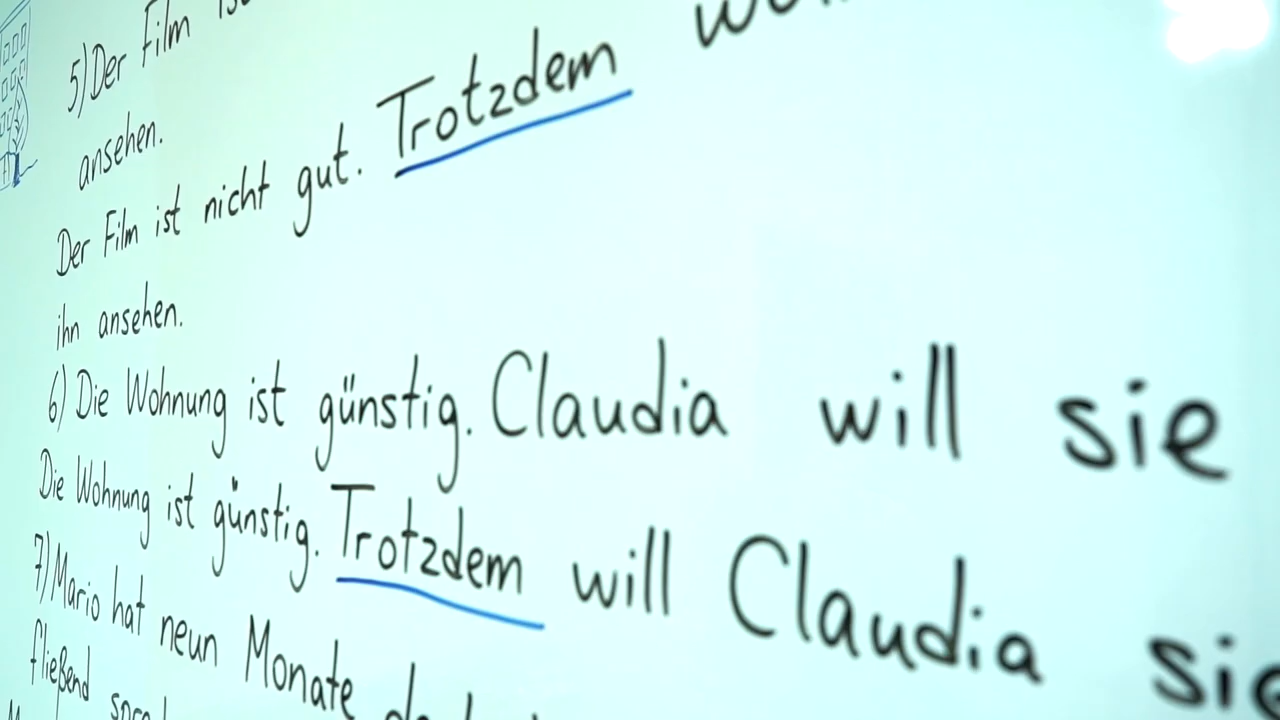 5) Der Film
ansehen.
Der Film ist nicht gut. Trotzdem
ihn ansehen.
6) Die Wohnung ist günstig. Claudia will sie
Die Wohnung ist günstig. Trotzdem will Claudia sie
7) Mario hat neun Monate
fließend